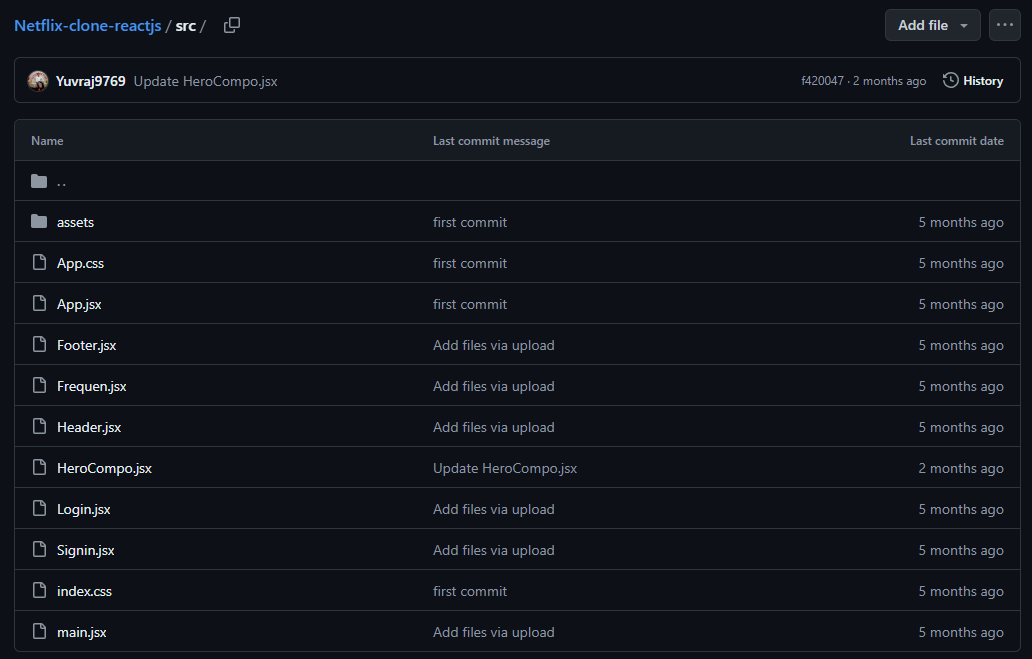 Netflix-clone-reactjs / src / Add file ...
Yuvraj9769 Update HeroCompo.jsx f420047 · 2 months ago History
Name Last commit message Last commit date
..
assets first commit 5 months ago
App.css first commit 5 months ago
App.jsx first commit 5 months ago
Footer.jsx Add files via upload 5 months ago
Frequen.jsx Add files via upload 5 months ago
Header.jsx Add files via upload 5 months ago
HeroCompo.jsx Update HeroCompo.jsx 2 months ago
Login.jsx Add files via upload 5 months ago
Signin.jsx Add files via upload 5 months ago
index.css first commit 5 months ago
main.jsx Add files via upload 5 months ago